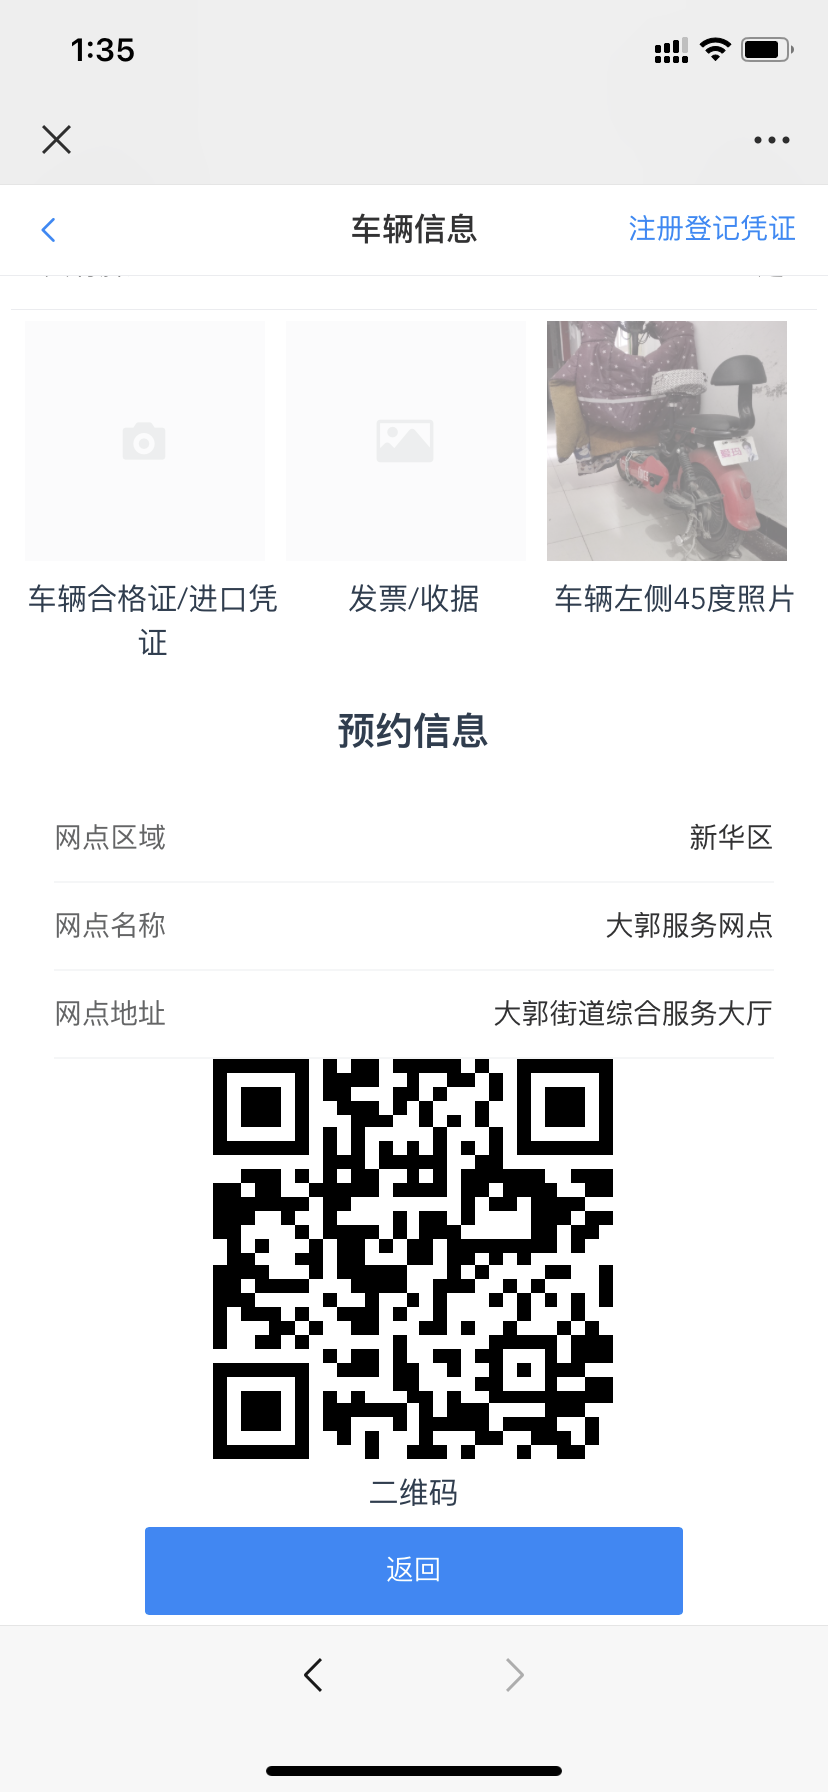 1:35
车辆信息
注册登记凭证
爱玛
车辆合格证/进口凭
证
发票/收据
车辆左侧45度照片
预约信息
网点区域
新华区
网点名称
大郭服务网点
网点地址
大郭街道综合服务大厅
二维码
返回